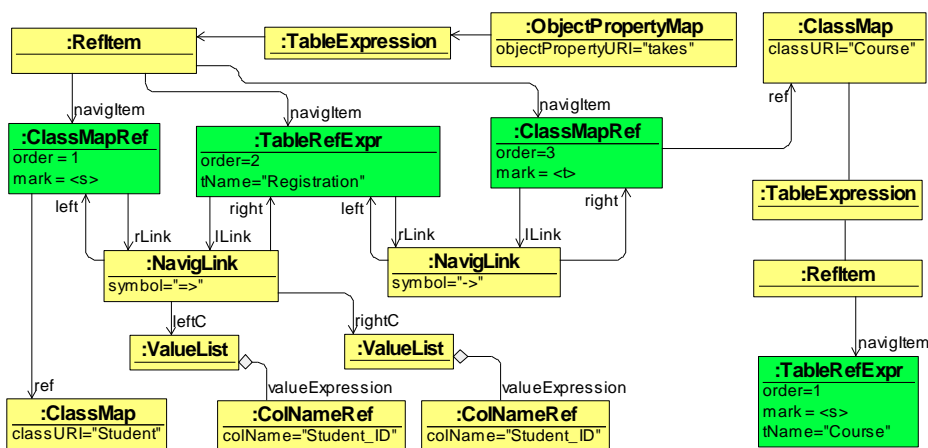 :RefItem
:TableExpression
:ObjectPropertyMap
objectPropertyURI="takes"
:ClassMap
classURI="Course"
navigItem
navigItem
navigItem
ref
:ClassMapRef
order = 1
mark = <s>
:TableRefExpr
order=2
tName="Registration"
:ClassMapRef
order=3
mark = <t>
:TableExpression
left
rLink
lLink
right
left
rLink
lLink
right
:NavigLink
symbol="=>"
:NavigLink
symbol="->"
:RefItem
leftC
rightC
:ValueList
:ValueList
navigItem
ref
valueExpression
valueExpression
:TableRefExpr
order=1
mark = <s>
tName="Course"
:ClassMap
classURI="Student"
:ColNameRef
colName="Student_ID"
:ColNameRef
colName="Student_ID"